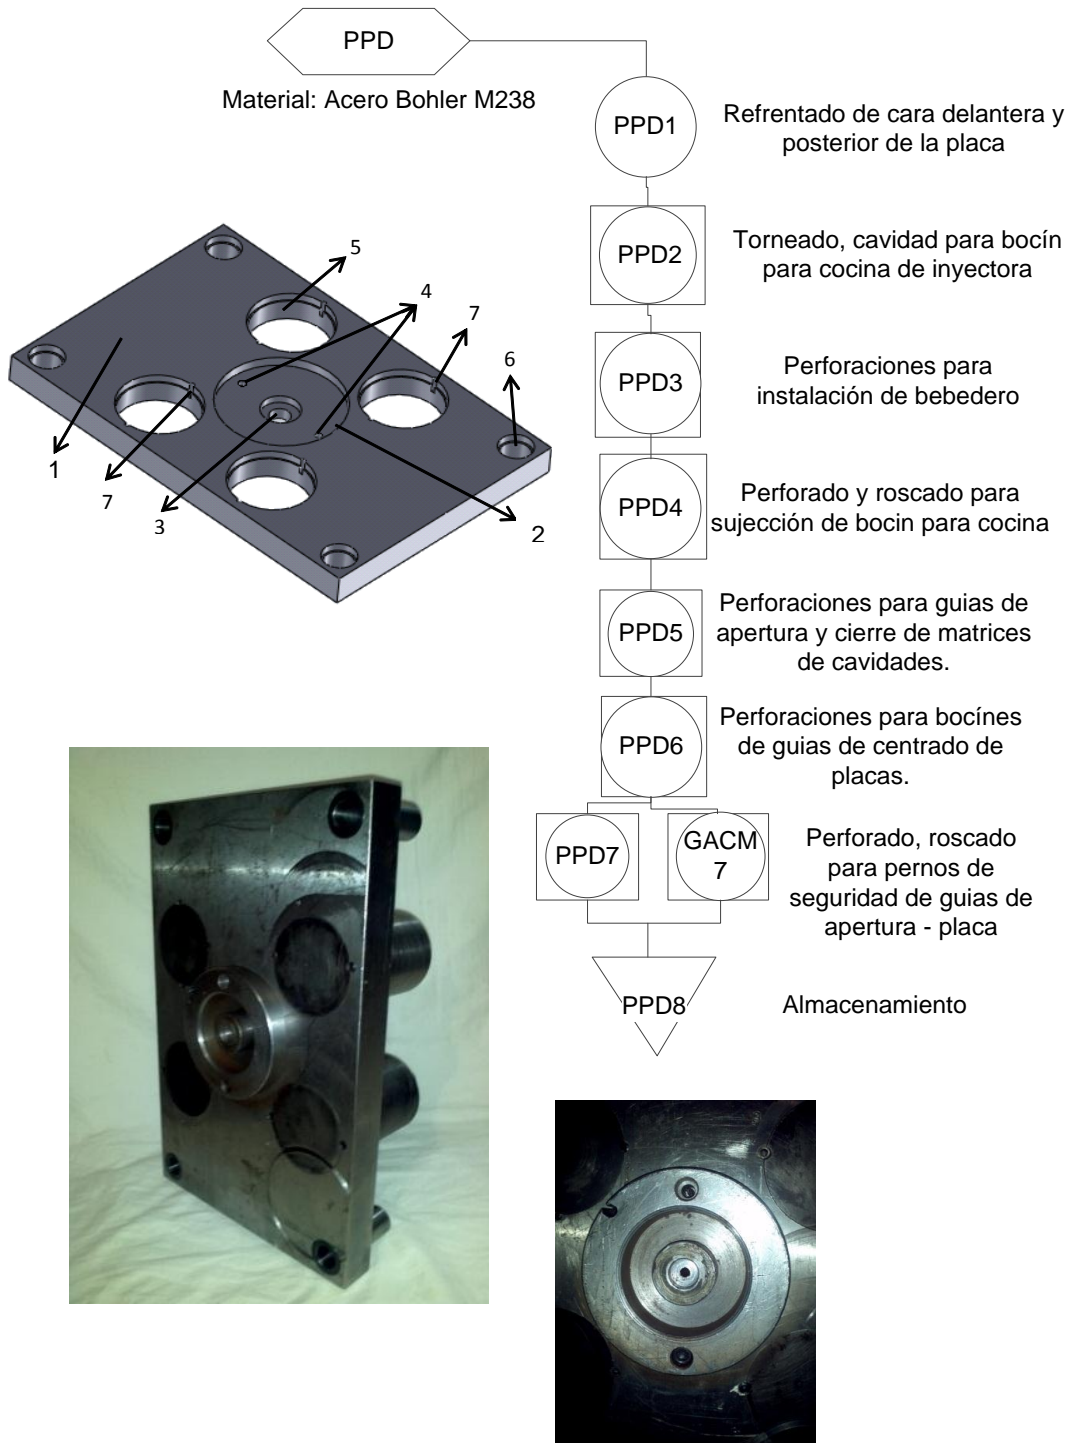 PPD
Material: Acero Bohler M238
PPD1
Refrentado de cara delantera y
posterior de la placa
PPD2
Torneado, cavidad para bocín
para cocina de inyectora
PPD3
Perforaciones para
instalación de bebedero
PPD4
Perforado y roscado para
sujección de bocin para cocina
PPD5
Perforaciones para guias de
apertura y cierre de matrices
de cavidades.
PPD6
Perforaciones para bocínes
de guias de centrado de
placas.
PPD7
GACM
7
Perforado, roscado
para pernos de
seguridad de guias de
apertura - placa
PPD8
Almacenamiento
5
4
7
6
1
7
3
2